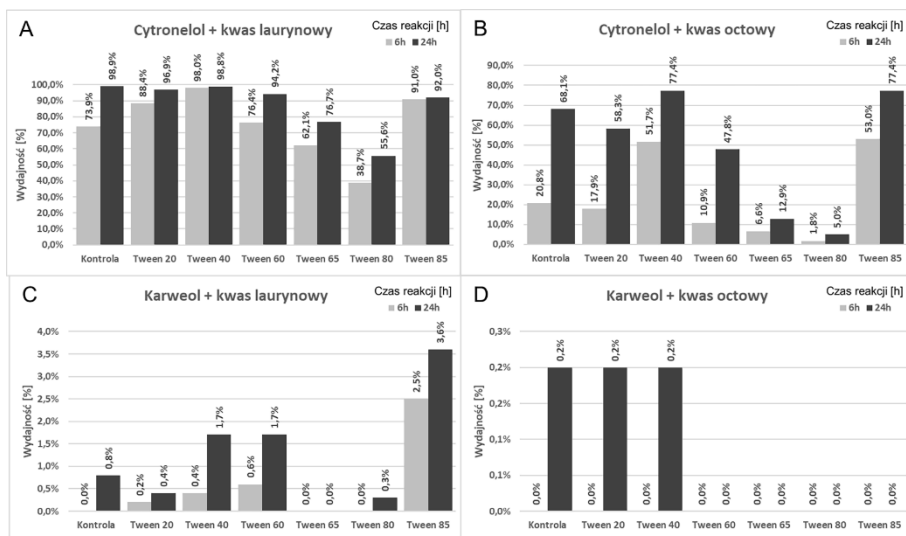 A
Cytronelol + kwas laurynowy
Czas reakcji [h]
6h 24h
Wydajność [%]
100,0%
90,0%
80,0%
70,0%
60,0%
50,0%
40,0%
30,0%
20,0%
10,0%
0,0%
73,9% 98,9% 88,4% 96,9% 98,0% 98,8% 76,4% 94,2% 62,1% 76,7% 38,7% 55,6% 91,0% 92,0%
Kontrola Tween 20 Tween 40 Tween 60 Tween 65 Tween 80 Tween 85
B
Cytronelol + kwas octowy
Czas reakcji [h]
6h 24h
Wydajność [%]
80,0%
70,0%
60,0%
50,0%
40,0%
30,0%
20,0%
10,0%
0,0%
20,8% 68,1% 17,9% 58,3% 51,7% 77,4% 10,9% 47,8% 6,6% 12,9% 1,8% 5,0% 53,0% 77,4%
Kontrola Tween 20 Tween 40 Tween 60 Tween 65 Tween 80 Tween 85
C
Karweol + kwas laurynowy
Czas reakcji [h]
6h 24h
Wydajność [%]
4,0%
3,5%
3,0%
2,5%
2,0%
1,5%
1,0%
0,5%
0,0%
0,0% 0,8% 0,2% 0,4% 0,4% 1,7% 0,6% 1,7% 0,0% 0,0% 0,0% 0,3% 2,5% 3,6%
Kontrola Tween 20 Tween 40 Tween 60 Tween 65 Tween 80 Tween 85
D
Karweol + kwas octowy
Czas reakcji [h]
6h 24h
Wydajność [%]
0,3%
0,2%
0,2%
0,1%
0,1%
0,0%
0,0% 0,2% 0,0% 0,2% 0,0% 0,2% 0,0% 0,0% 0,0% 0,0% 0,0% 0,0% 0,0% 0,0%
Kontrola Tween 20 Tween 40 Tween 60 Tween 65 Tween 80 Tween 85